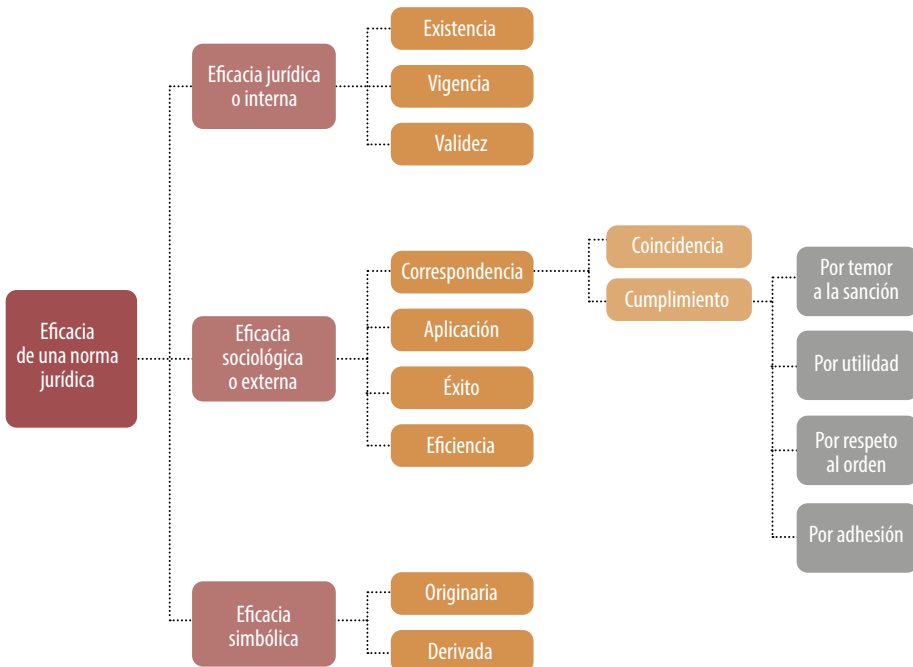 Eficacia
de una norma
jurídica
Eficacia jurídica
o interna
Existencia
Vigencia
Validez
Eficacia
sociológica
o externa
Correspondencia
Coincidencia
Cumplimiento
Por temor
a la sanción
Por utilidad
Por respeto
al orden
Por adhesión
Aplicación
Éxito
Eficiencia
Eficacia
simbólica
Originaria
Derivada